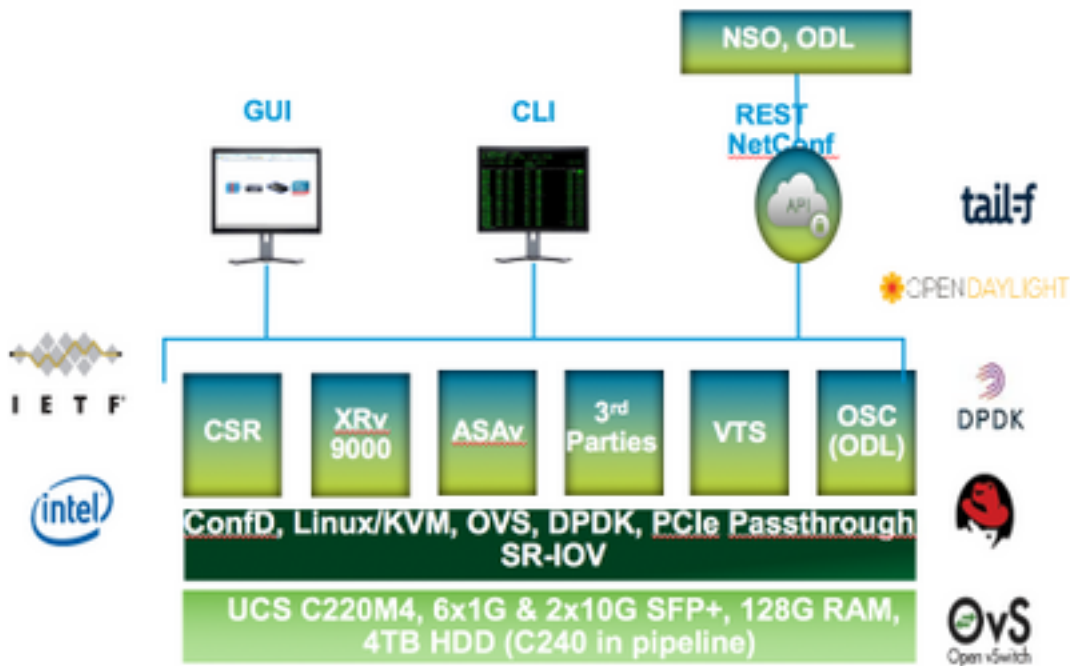 NSO, ODL
GUI
CLI
REST
NetConf
API
tail-f
OPENDAYLIGHT
IETF
CSR
XRv
9000
ASAv
3rd
Parties
VTS
OSC
(ODL)
DPDK
intel
ConfD, Linux/KVM, OVS, DPDK, PCIe Passthrough
SR-IOV
UCS C220M4, 6x1G & 2x10G SFP+, 128G RAM,
4TB HDD (C240 in pipeline)
OvS
Open vSwitch